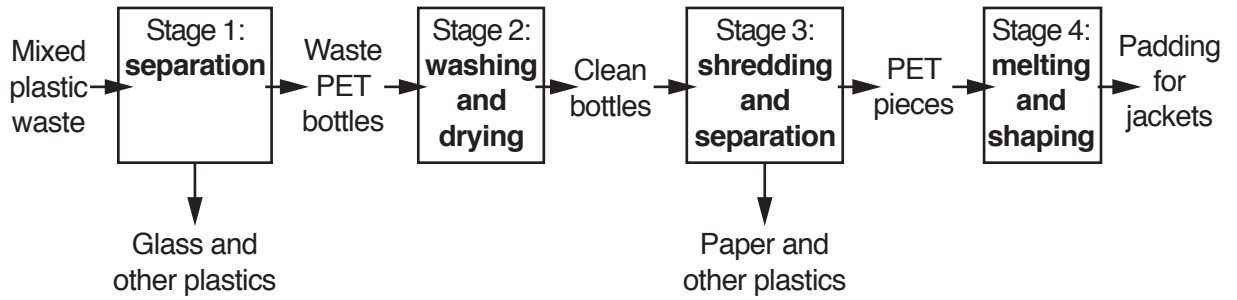 Mixed
plastic
waste
Stage 1:
separation
Waste
PET
bottles
Stage 2:
washing
and
drying
Clean
bottles
Stage 3:
shredding
and
separation
PET
pieces
Stage 4:
melting
and
shaping
Padding
for
jackets
Glass and
other plastics
Paper and
other plastics